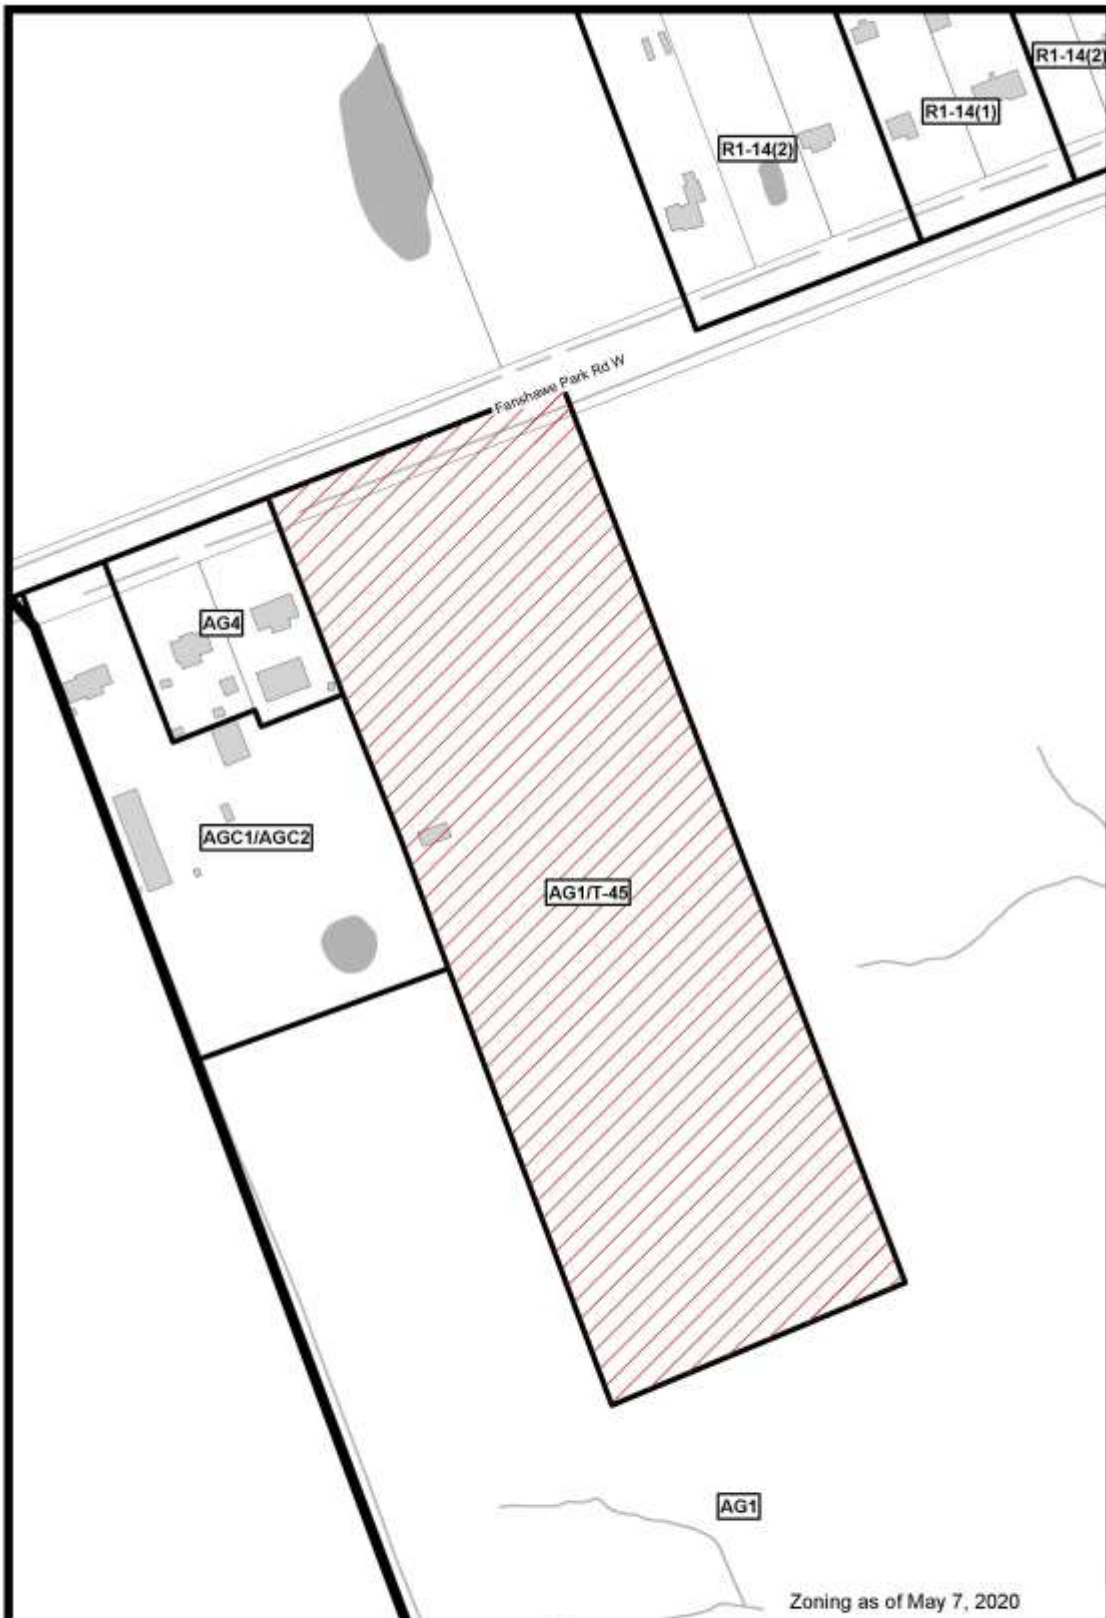 R1-14(2)
R1-14(1)
R1-14(2)
Fanshawe Park Rd W
AG4
AGC1/AGC2
AG1/T-45
AG1
Zoning as of May 7, 2020